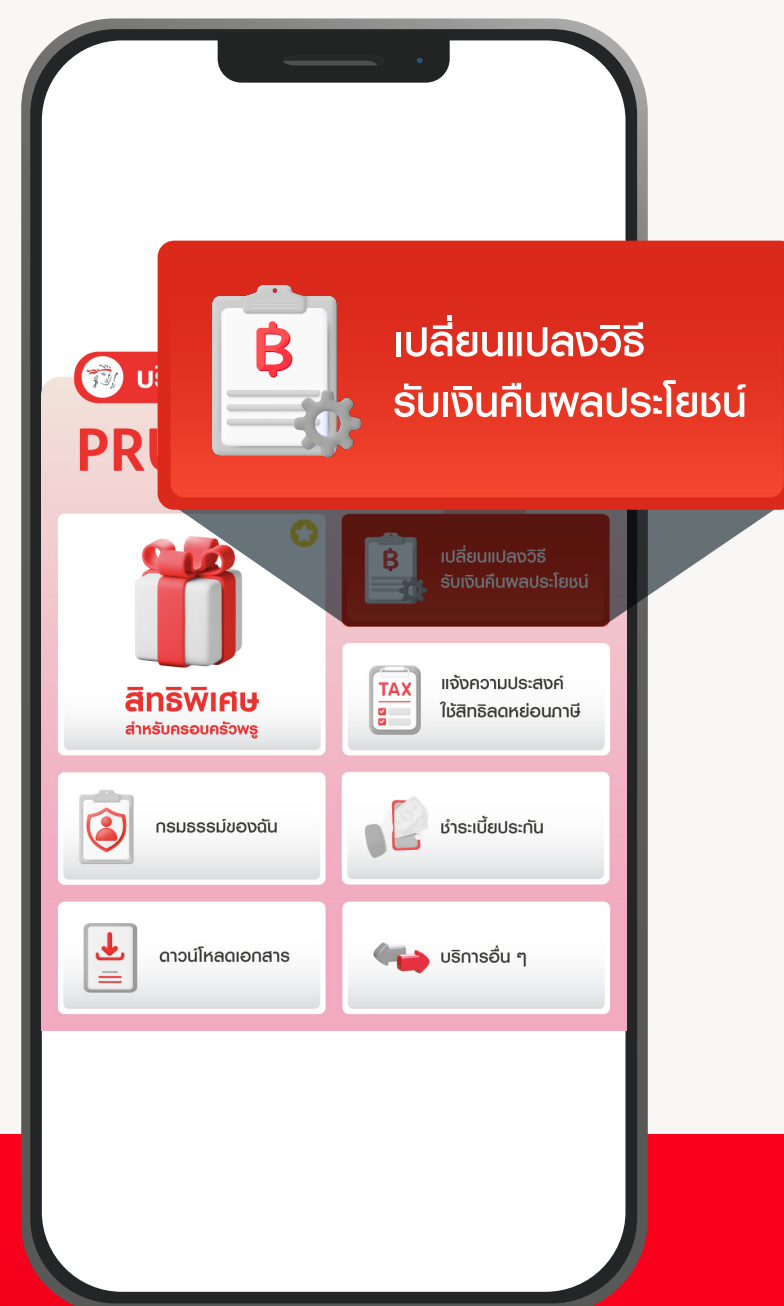 ฿
เปลี่ยนแปลงวิธี
รับเงินคืนผลประโยชน์
PRU
฿
เปลี่ยนแปลงวิธี
รับเงินคืนผลประโยชน์
สิทธิพิเศษ
สำหรับครอบครัวพรู
TAX
แจ้งความประสงค์
ใช้สิทธิลดหย่อนภาษี
กรมธรรม์ของฉัน
ชำระเบี้ยประกัน
ดาวน์โหลดเอกสาร
บริการอื่น ๆ